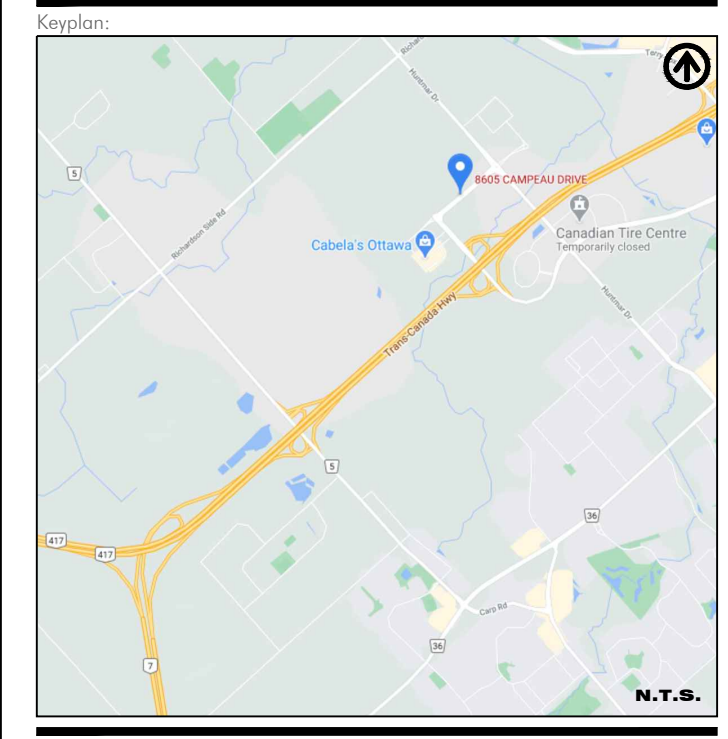 Keyplan:
Huntmar Dr
5
8605 CAMPEAU DRIVE
Richardson Side Rd
Cabela's Ottawa
Canadian Tire Centre
Temporarily closed
Huntmar Dr
Trans-Canada Hwy
5
36
417
417
Carp Rd
36
7
N.T.S.